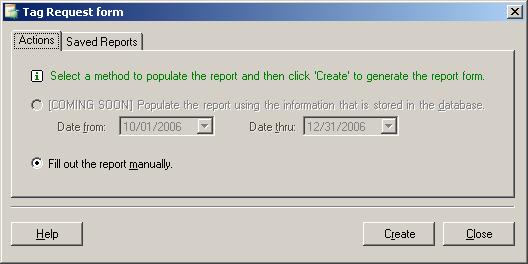 Tag Request form
Actions
Saved Reports
Select a method to populate the report and then click 'Create' to generate the report form.
[COMING SOON] Populate the report using the information that is stored in the database.
Date from: 10/01/2006 Date thru: 12/31/2006
Fill out the report manually.
Help Create Close